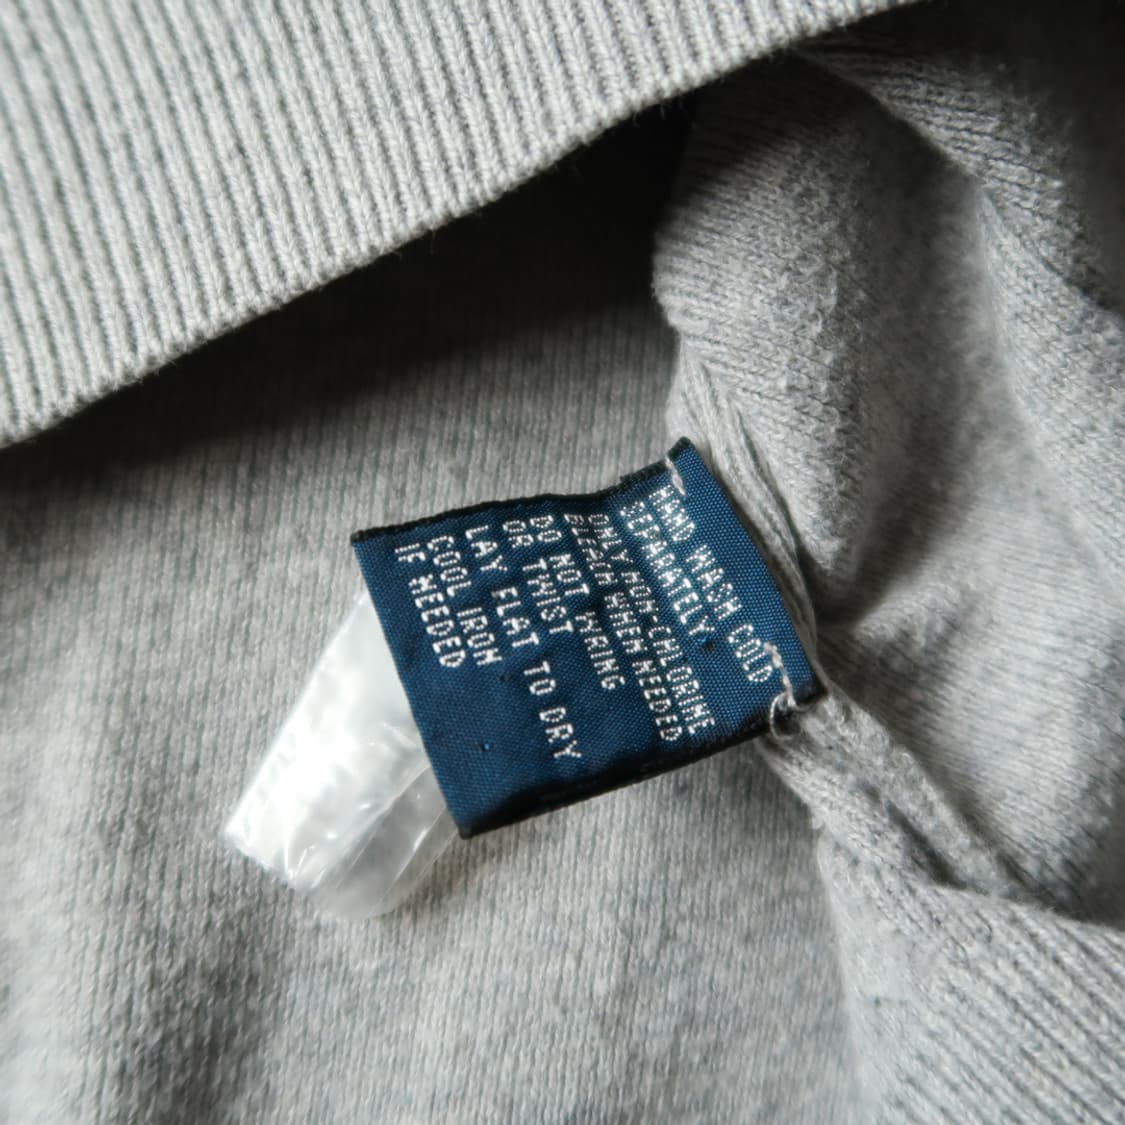 HAND WASH COLD
SEPARATELY
ONLY NON-CHLORINE
BLEACH WHEN NEEDED
DO NOT WRING
OR TWIST
LAY FLAT TO DRY
COOL IRON
IF NEEDED